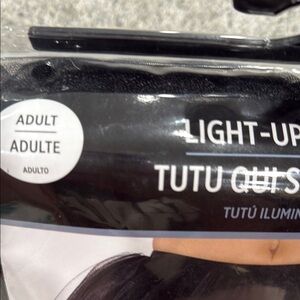 ADULT
ADULTE
ADULTO
LIGHT-UP
TUTU QUI S
TUTÚ ILUMIN